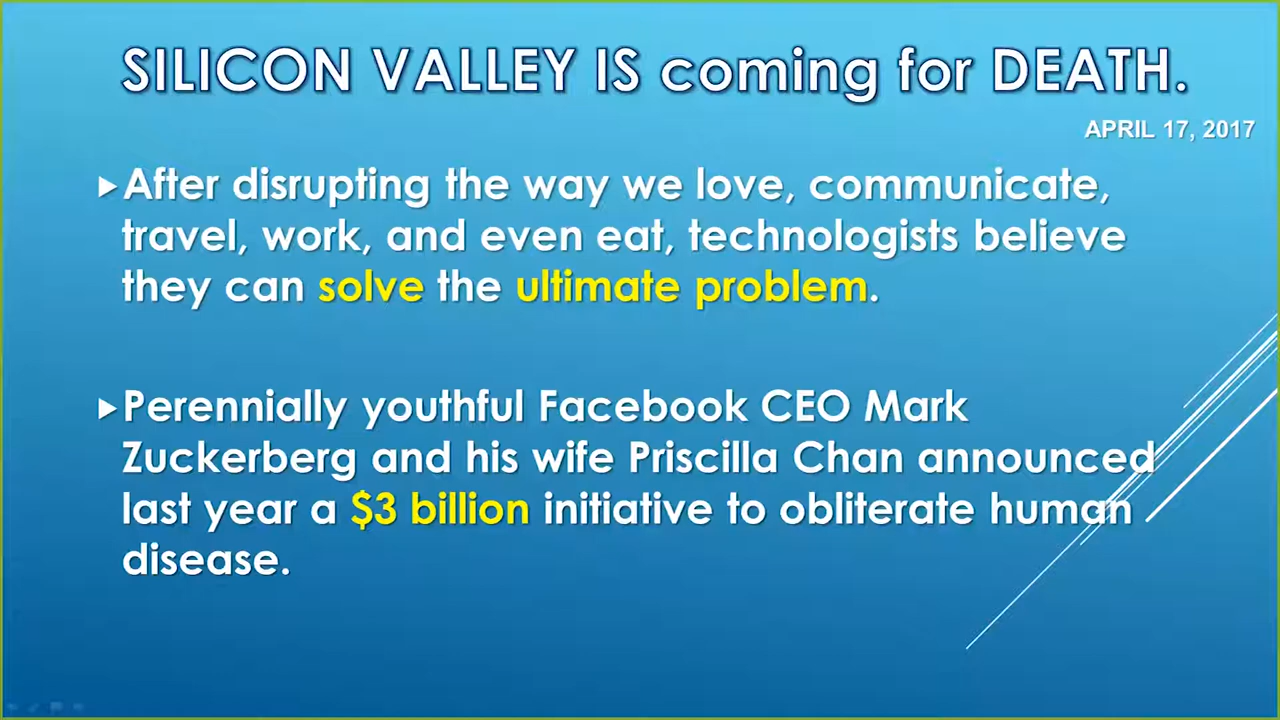 SILICON VALLEY IS coming for DEATH.
APRIL 17, 2017
After disrupting the way we love, communicate,
travel, work, and even eat, technologists believe
they can solve the ultimate problem.
Perennially youthful Facebook CEO Mark
Zuckerberg and his wife Priscilla Chan announced
last year a $3 billion initiative to obliterate human
disease.